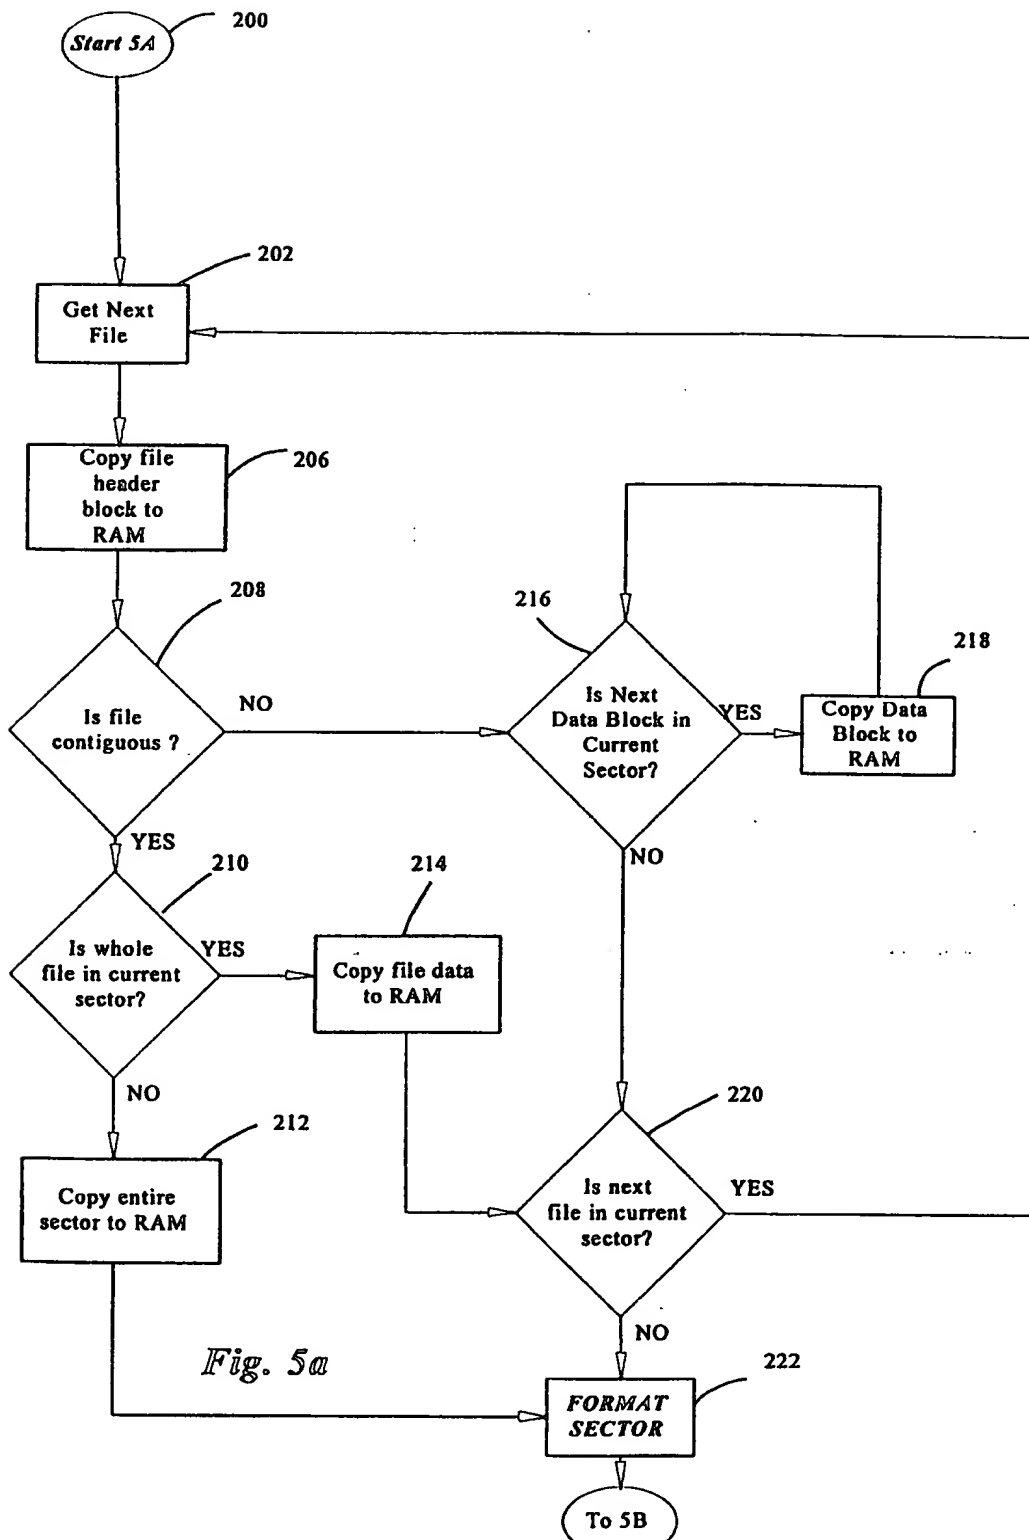 Start 5A
200
202
Get Next
File
Copy file
header
block to
RAM
206
208
Is file
contiguous ?
NO
YES
216
Is Next
Data Block in
Current
Sector?
YES
NO
218
Copy Data
Block to
RAM
210
Is whole
file in current
sector?
YES
NO
214
Copy file data
to RAM
212
Copy entire
sector to RAM
220
Is next
file in current
sector?
YES
NO
Fig. 5a
222
FORMAT
SECTOR
To 5B